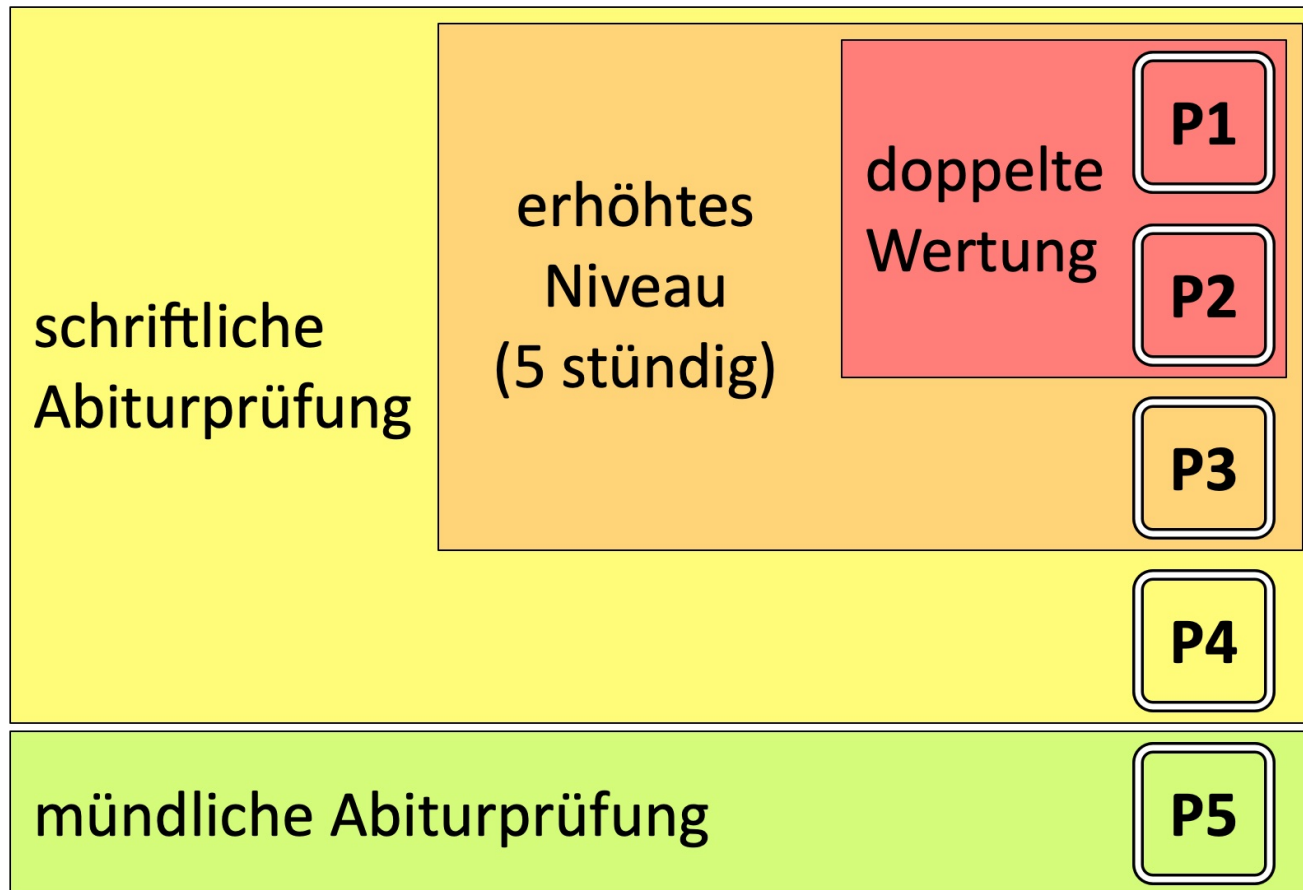 schriftliche
Abiturprüfung
erhöhtes
Niveau
(5 stündig)
doppelte
Wertung
P1
P2
P3
P4
mündliche Abiturprüfung
P5